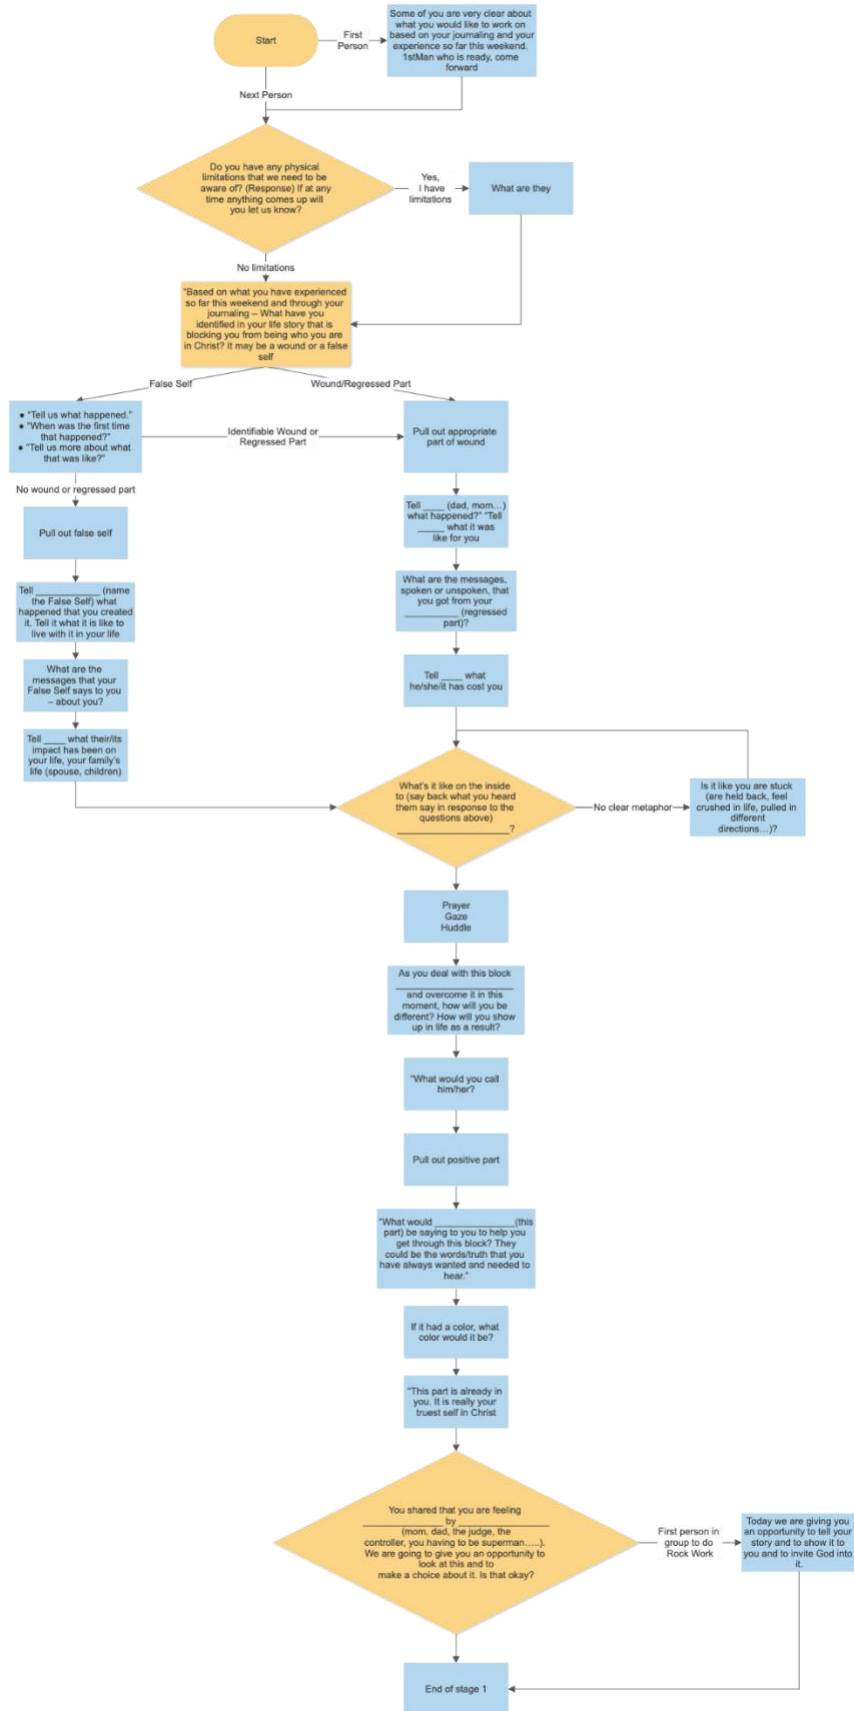 Some of you are very clear about
what you would like to work on
based on your journaling and your
experience so far this weekend.
1stMan who is ready, come
forward
Start
First
Person
Next Person
Do you have any physical
limitations that we need to be
aware of? (Response) If at any
time anything comes up will
you let us know?
Yes,
I have
limitations
What are they
No limitations
"Based on what you have experienced
so far this weekend and through your
journaling – What have you
identified in your life story that is
blocking you from being who you are
in Christ? It may be a wound or a false
self
False Self
Wound/Regressed Part
● "Tell us what happened."
● "When was the first time
that happened?"
● "Tell us more about what
that was like?"
Identifiable Wound or
Regressed Part
Pull out appropriate
part of wound
No wound or regressed part
Pull out false self
Tell ____ (dad, mom…)
what happened?" "Tell
_____ what it was
like for you
Tell ____________ (name
the False Self) what
happened that you created
it. Tell it what it is like to
live with it in your life
What are the messages,
spoken or unspoken, that
you got from your
__________ (regressed
part)?
What are the
messages that your
False Self says to you
– about you?
Tell ____ what
he/she/it has cost you
Tell ____ what their/its
impact has been on
your life, your family's
life (spouse, children)
What's it like on the inside
to (say back what you heard
them say in response to the
questions above)
______________________?
No clear metaphor
Is it like you are stuck
(are held back, feel
crushed in life, pulled in
different
directions…)?
Prayer
Gaze
Huddle
As you deal with this block
_______________________
and overcome it in this
moment, how will you be
different? How will you show
up in life as a result?
"What would you call
him/her?
Pull out positive part
"What would ______________(this
part) be saying to you to help you
get through this block? They
could be the words/truth that you
have always wanted and needed to
hear."
If it had a color, what
color would it be?
"This part is already in
you. It is really your
truest self in Christ
You shared that you are feeling
________________ by __________________
(mom, dad, the judge, the
controller, you having to be superman…..).
We are going to give you an opportunity to
look at this and to
make a choice about it. Is that okay?
First person in
group to do
Rock Work
Today we are giving you
an opportunity to tell your
story and to show it to
you and to invite God into
it.
End of stage 1